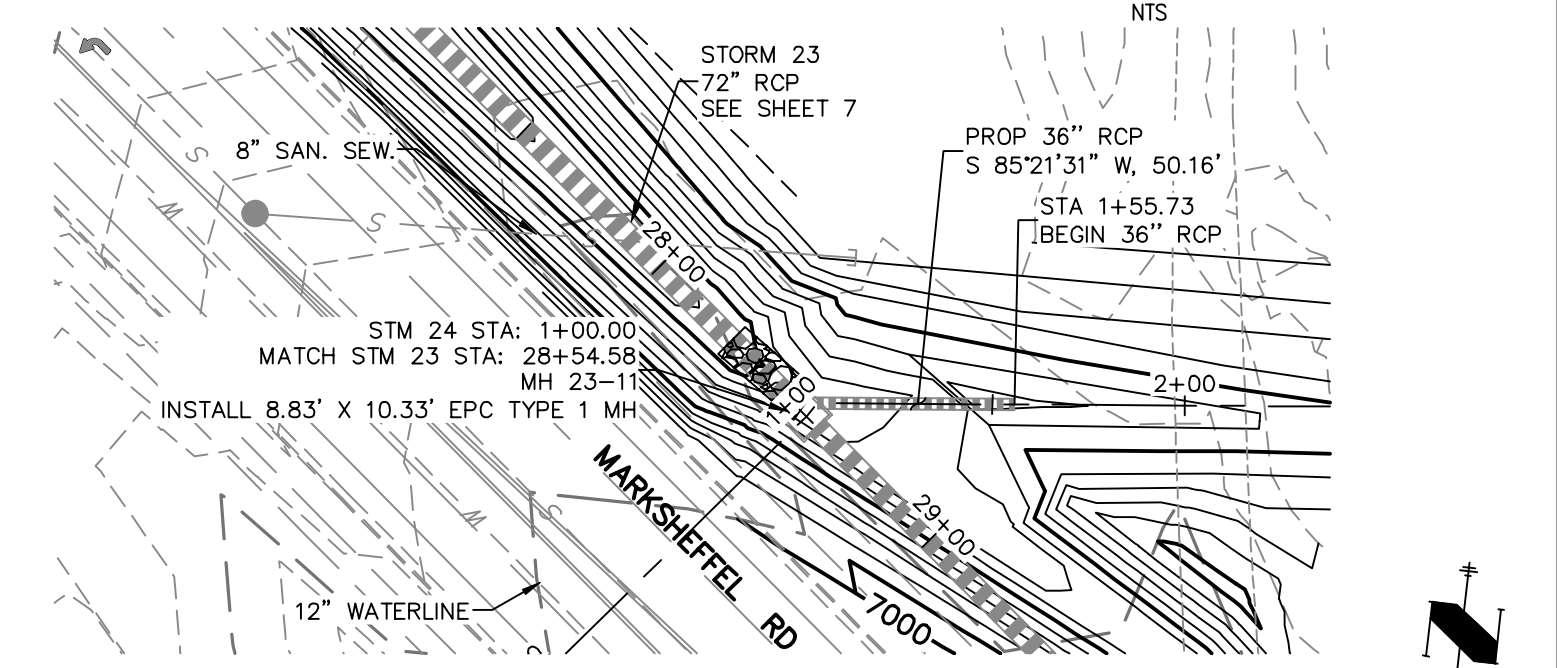 NTS
STORM 23
72" RCP
SEE SHEET 7
PROP 36'' RCP
S 85°21'31" W, 50.16'
8" SAN. SEW.
S
W
S
S
STA 1+55.73
BEGIN 36'' RCP
28+00
STM 24 STA: 1+00.00
MATCH STM 23 STA: 28+54.58
MH 23-11
INSTALL 8.83' X 10.33' EPC TYPE 1 MH
1+00
2+00
MARKSHEFFEL RD
W
S
29+00
12" WATERLINE
7000
S